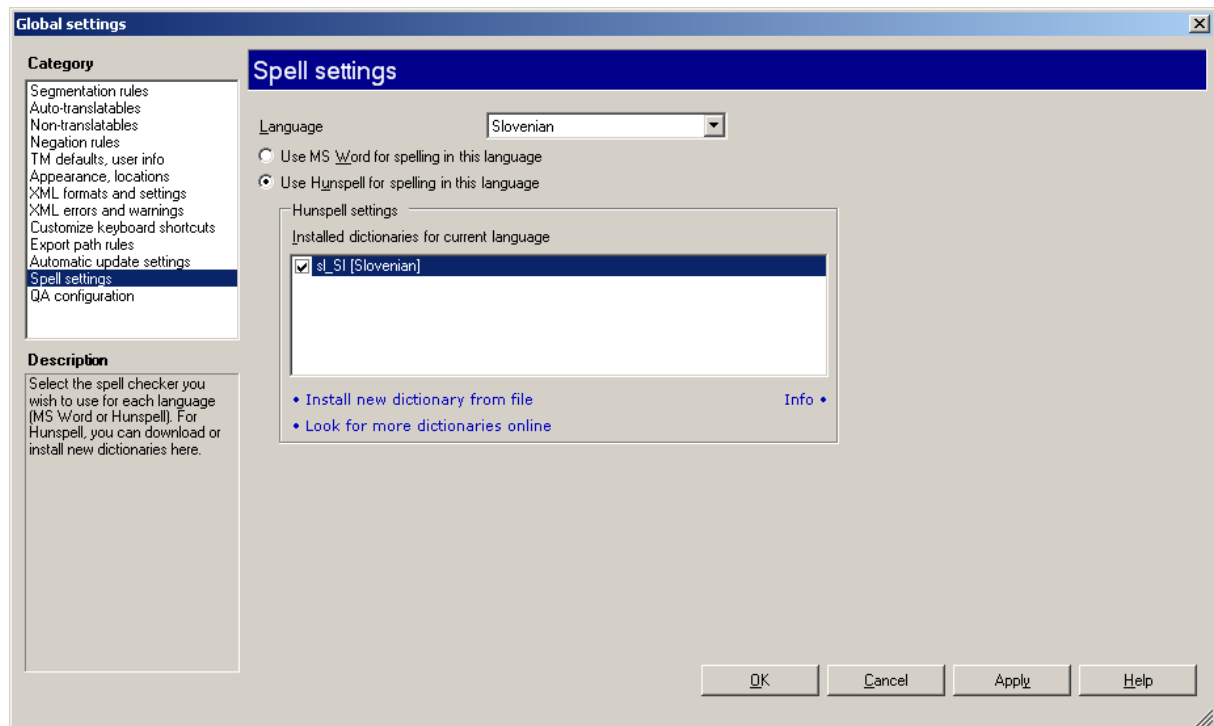 Global settings
Category
Segmentation rules
Auto-translatables
Non-translatables
Negation rules
TM defaults, user info
Appearance, locations
XML formats and settings
XML errors and warnings
Customize keyboard shortcuts
Export path rules
Automatic update settings
Spell settings
QA configuration
Description
Select the spell checker you
wish to use for each language
(MS Word or Hunspell). For
Hunspell, you can download or
install new dictionaries here.
Spell settings
Language Slovenian
Use MS Word for spelling in this language
Use Hunspell for spelling in this language
Hunspell settings
Installed dictionaries for current language
sl_SI [Slovenian]
• Install new dictionary from file Info •
• Look for more dictionaries online
OK Cancel Apply Help